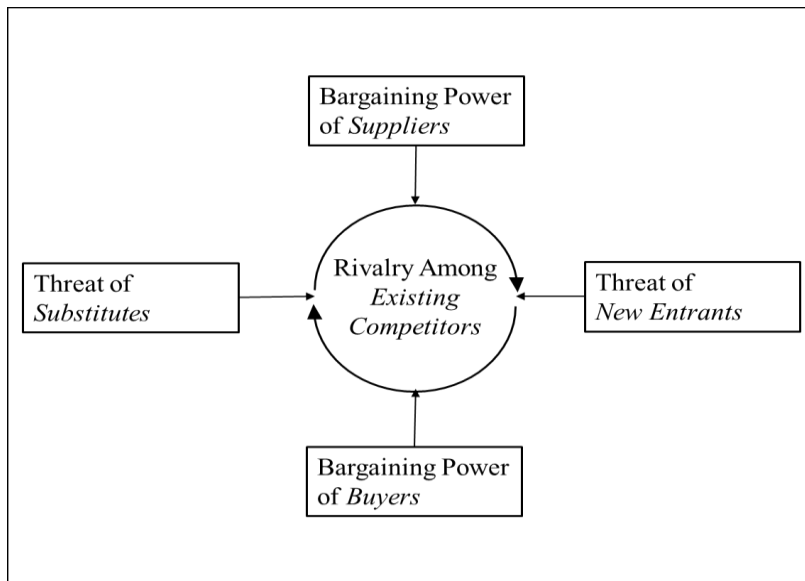 Bargaining Power
of Suppliers
Threat of
Substitutes
Rivalry Among
Existing
Competitors
Threat of
New Entrants
Bargaining Power
of Buyers